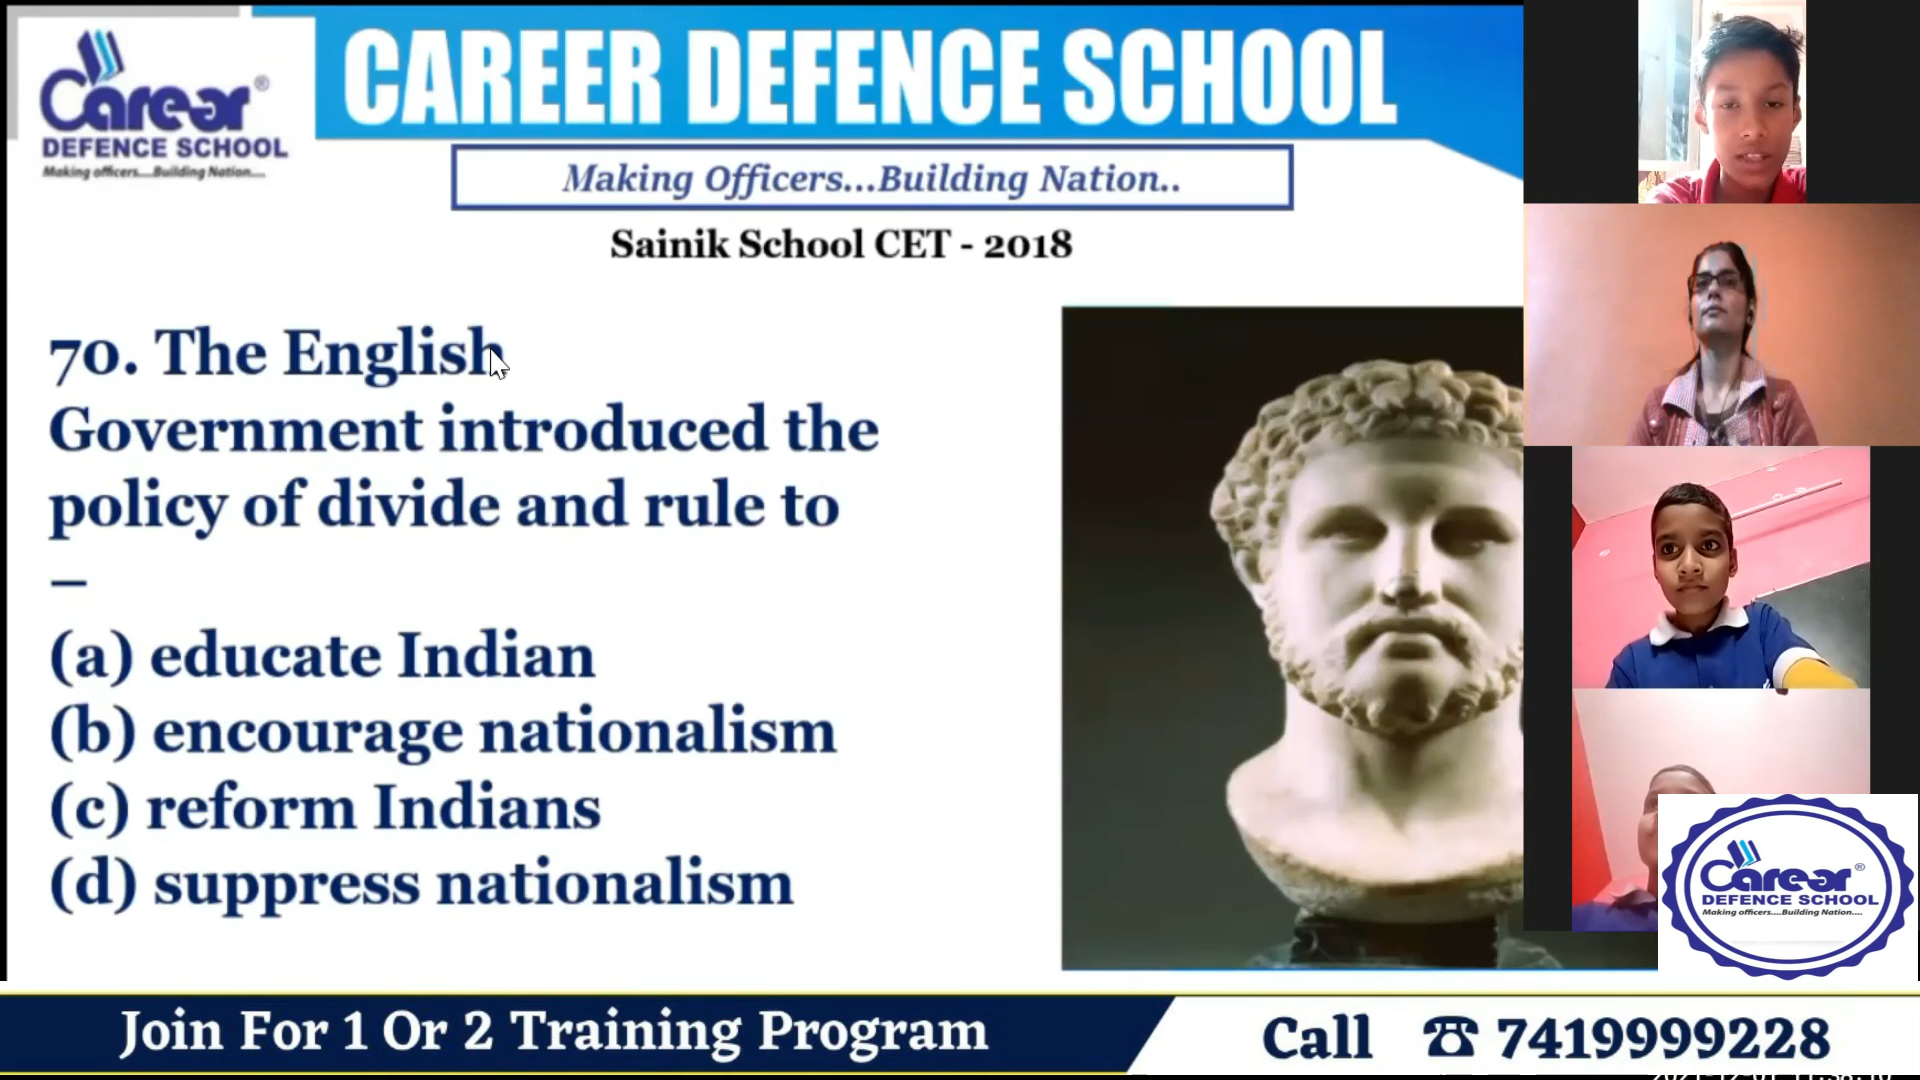 Career®
DEFENCE SCHOOL
Making officers....Building Nation....
CAREER DEFENCE SCHOOL
Making Officers...Building Nation..
Sainik School CET - 2018
70. The English
Government introduced the
policy of divide and rule to
–
(a) educate Indian
(b) encourage nationalism
(c) reform Indians
(d) suppress nationalism
Career®
DEFENCE SCHOOL
Making officers....Building Nation....
Join For 1 Or 2 Training Program
Call ☎ 7419999228